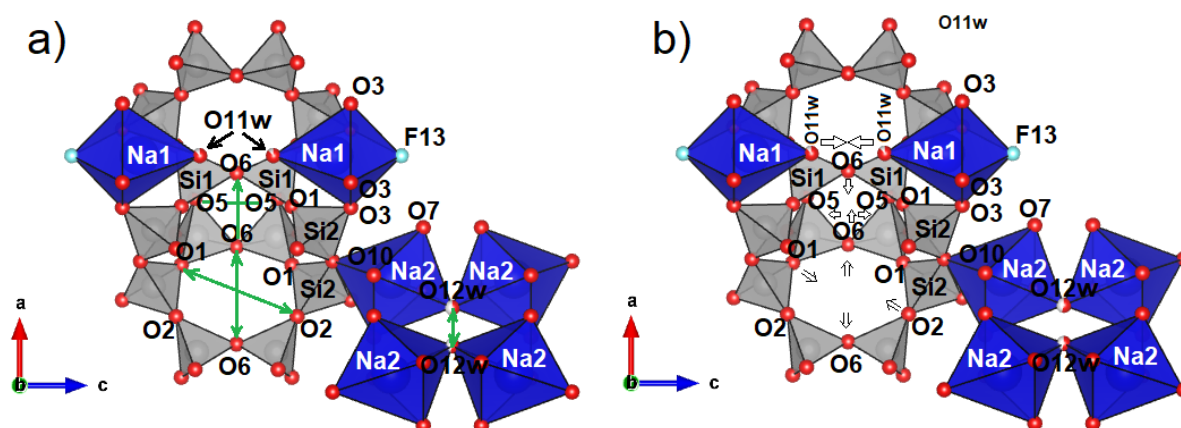 a)
O11w
O3
F13
Na1
O6
Na1
Si1
Si1
O5
O5
O1
O3
O3
O7
O6
Si2
O1
O1
O10
Na2
Na2
Si2
O12w
O2
O6
Na2
O12w
Na2
a
b
c
b)
O11w
O3
O11w
O11w
F13
Na1
O6
Na1
Si1
Si1
O5
O5
O1
O3
O3
O7
O6
Si2
O1
O1
O10
Na2
Na2
Si2
O12w
O2
O2
O6
Na2
O12w
Na2
a
b
c